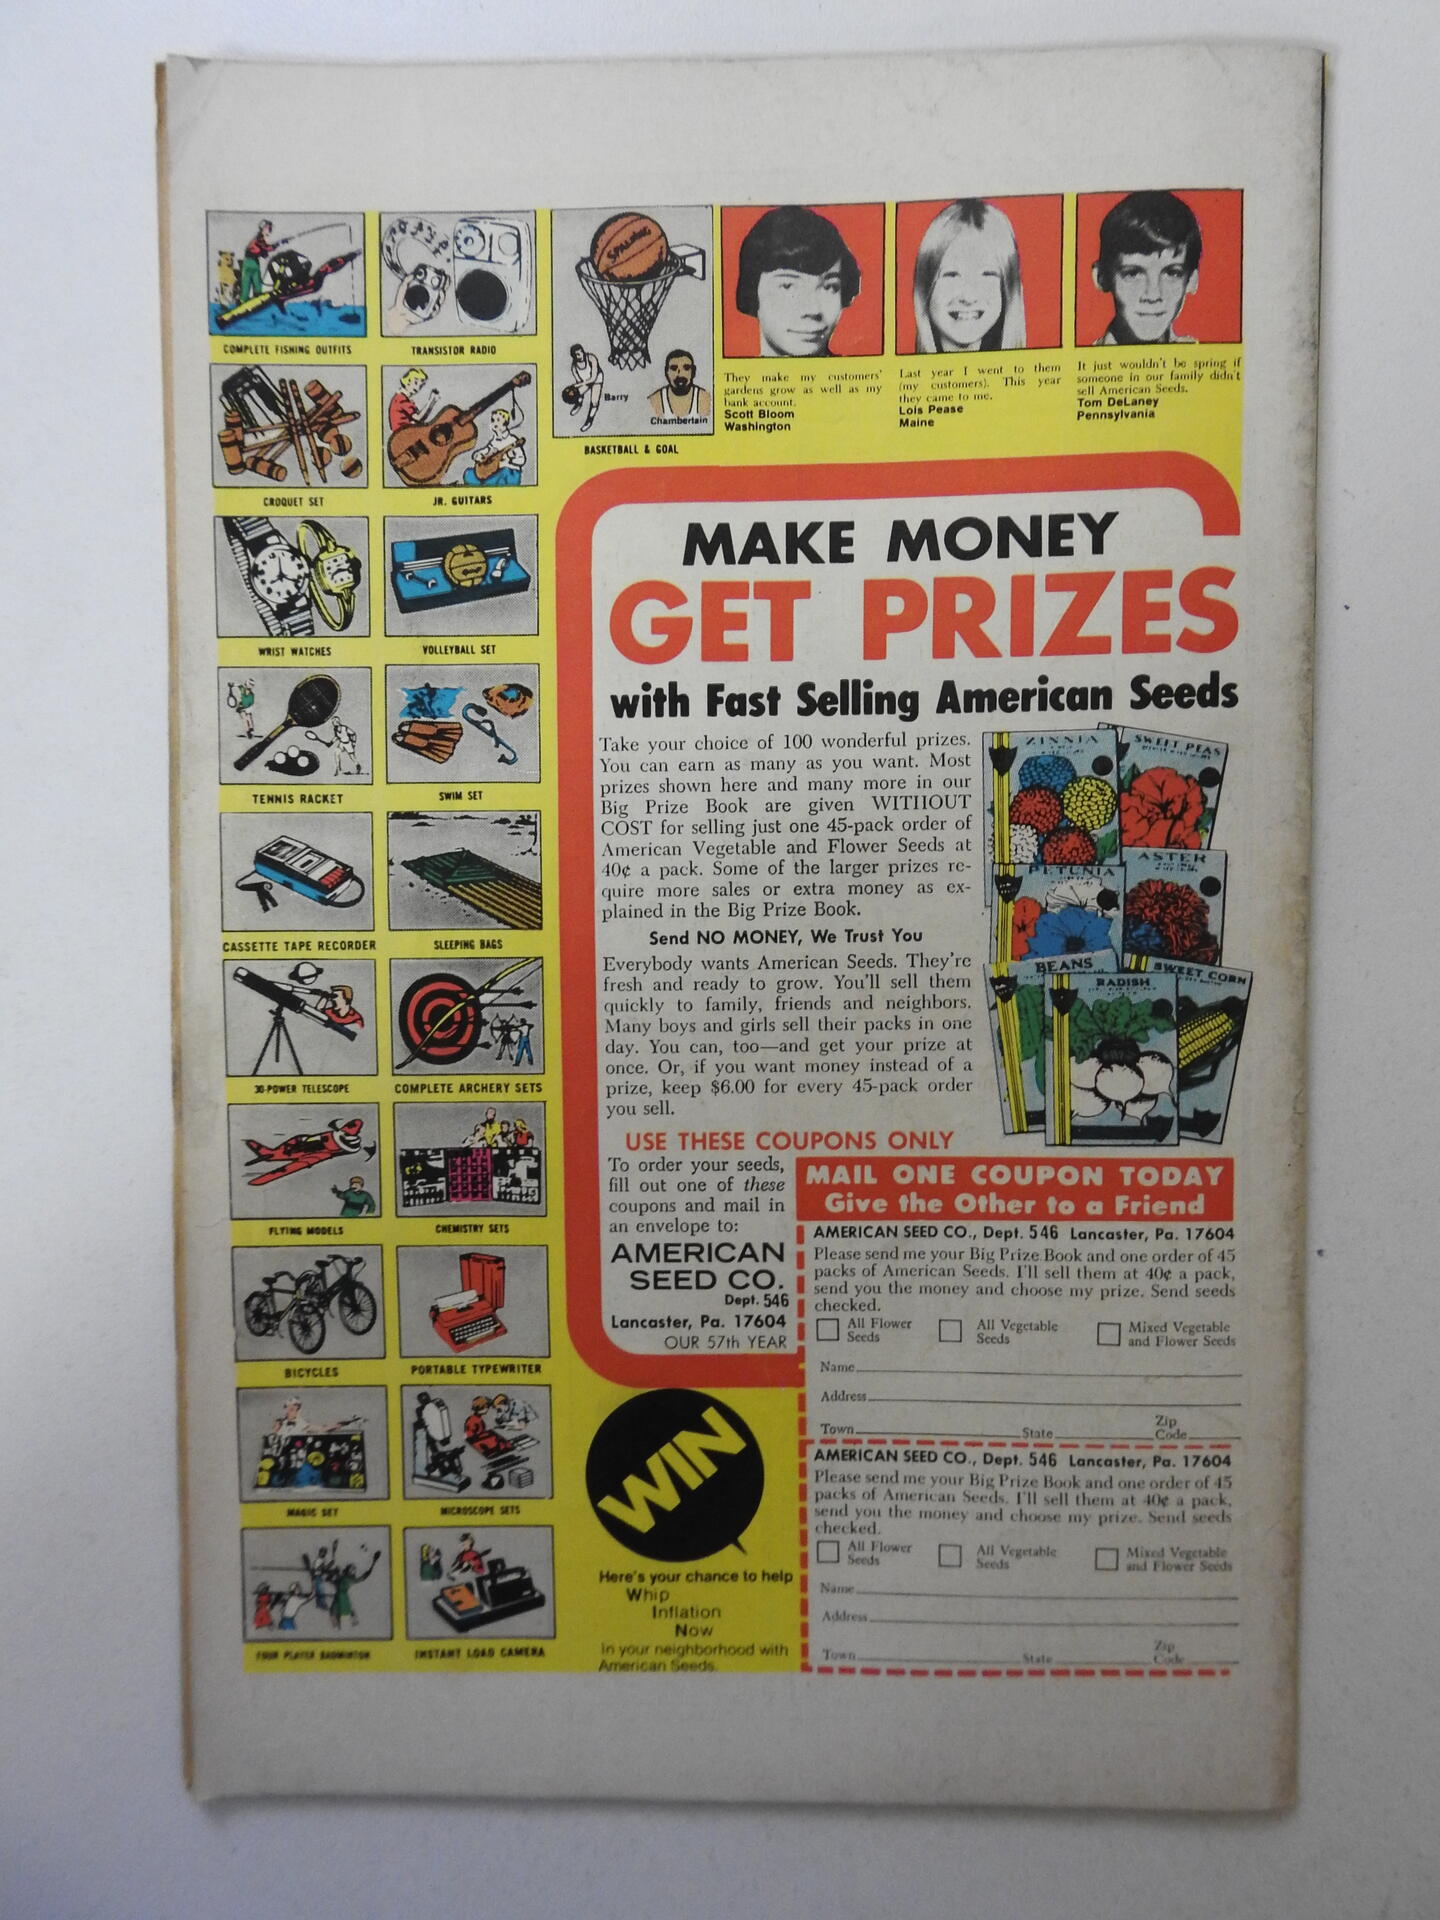 COMPLETE FISHING OUTFITS
TRANSISTOR RADIO
SPALDING
Barry
Chamberlain
BASKETBALL & GOAL
They make my customers'
gardens grow as well as my
bank account.
Scott Bloom
Washington
Last year I went to them
(my customers). This year
they came to me.
Lois Pease
Maine
It just wouldn't be spring if
someone in our family didn't
sell American Seeds.
Tom DeLaney
Pennsylvania
CROQUET SET
JR. GUITARS
WRIST WATCHES
VOLLEYBALL SET
TENNIS RACKET
SWIM SET
CASSETTE TAPE RECORDER
SLEEPING BAGS
30-POWER TELESCOPE
COMPLETE ARCHERY SETS
FLYING MODELS
CHEMISTRY SETS
BICYCLES
PORTABLE TYPEWRITER
MAGIC SET
MICROSCOPE SETS
FOUR PLAYER BADMINTON
INSTANT LOAD CAMERA
MAKE MONEY
GET PRIZES
with Fast Selling American Seeds
Take your choice of 100 wonderful prizes.
You can earn as many as you want. Most
prizes shown here and many more in our
Big Prize Book are given WITHOUT
COST for selling just one 45-pack order of
American Vegetable and Flower Seeds at
40¢ a pack. Some of the larger prizes re-
quire more sales or extra money as ex-
plained in the Big Prize Book.
Send NO MONEY, We Trust You
Everybody wants American Seeds. They're
fresh and ready to grow. You'll sell them
quickly to family, friends and neighbors.
Many boys and girls sell their packs in one
day. You can, too—and get your prize at
once. Or, if you want money instead of a
prize, keep $6.00 for every 45-pack order
you sell.
ZINNIA
SWEET PEAS
PETUNIA
ASTER
BEANS
RADISH
SWEET CORN
USE THESE COUPONS ONLY
To order your seeds,
fill out one of these
coupons and mail in
an envelope to:
AMERICAN
SEED CO.
Dept. 546
Lancaster, Pa. 17604
OUR 57th YEAR
MAIL ONE COUPON TODAY
Give the Other to a Friend
AMERICAN SEED CO., Dept. 546 Lancaster, Pa. 17604
Please send me your Big Prize Book and one order of 45
packs of American Seeds. I'll sell them at 40¢ a pack,
send you the money and choose my prize. Send seeds
checked.
All Flower
Seeds
All Vegetable
Seeds
Mixed Vegetable
and Flower Seeds
Name
Address
Town State Zip
Code
AMERICAN SEED CO., Dept. 546 Lancaster, Pa. 17604
Please send me your Big Prize Book and one order of 45
packs of American Seeds. I'll sell them at 40¢ a pack,
send you the money and choose my prize. Send seeds
checked.
All Flower
Seeds
All Vegetable
Seeds
Mixed Vegetable
and Flower Seeds
Name
Address
Town State Zip
Code
WIN
Here's your chance to help
Whip
Inflation
Now
in your neighborhood with
American Seeds.